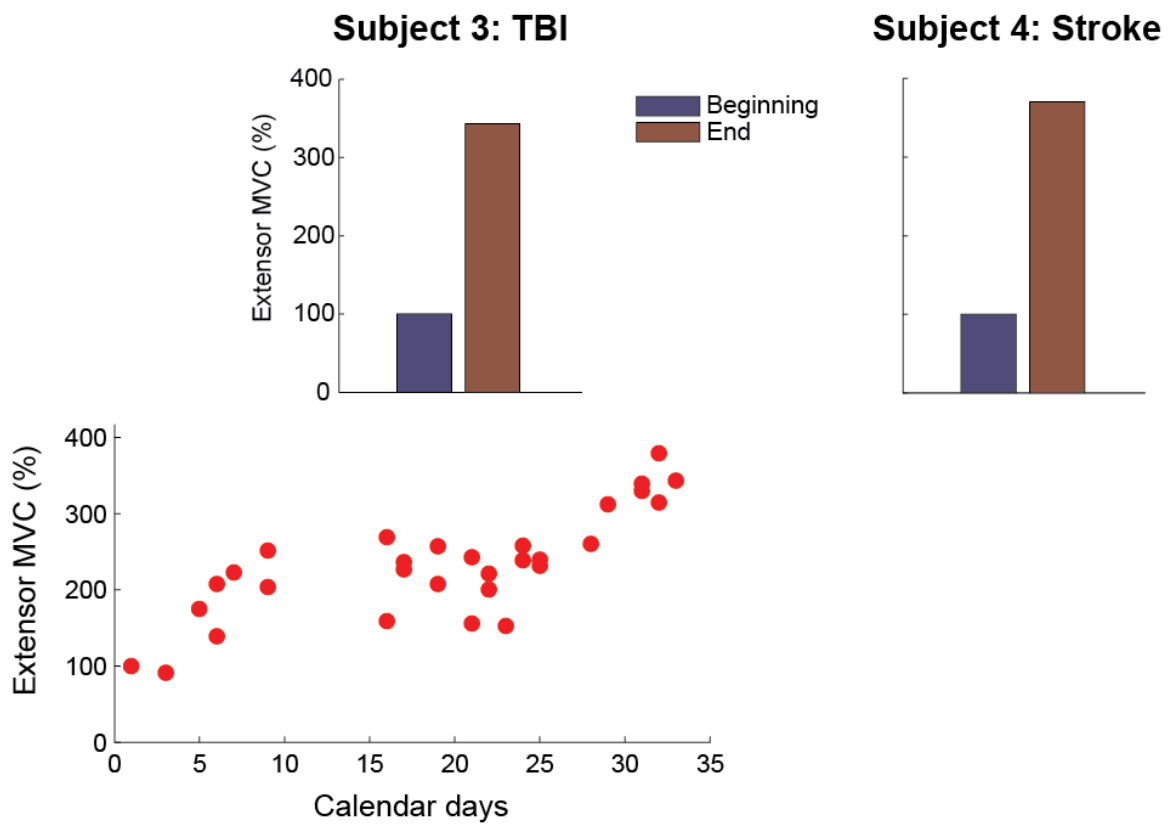 Subject 3: TBI
Subject 4: Stroke
Extensor MVC (%)
400
300
200
100
0
Beginning
End
Extensor MVC (%)
400
300
200
100
0
0 5 10 15 20 25 30 35
Calendar days